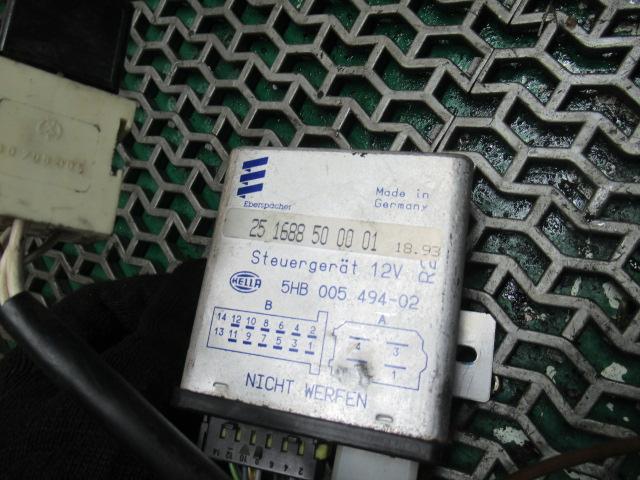 Eberspächer
Made in
Germany
25 1688 50 00 01 18.93
Steuergerät 12V
HELLA 5HB 005 494-02
B A
14 12 10 8 6 4 2
13 11 9 7 5 3 1
4 3
1
NICHT WERFEN